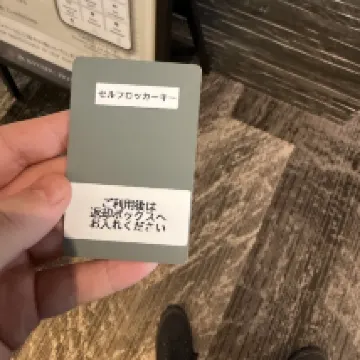 セルフロッカーキー
ご利用後は
返却ボックスへ
お入れください